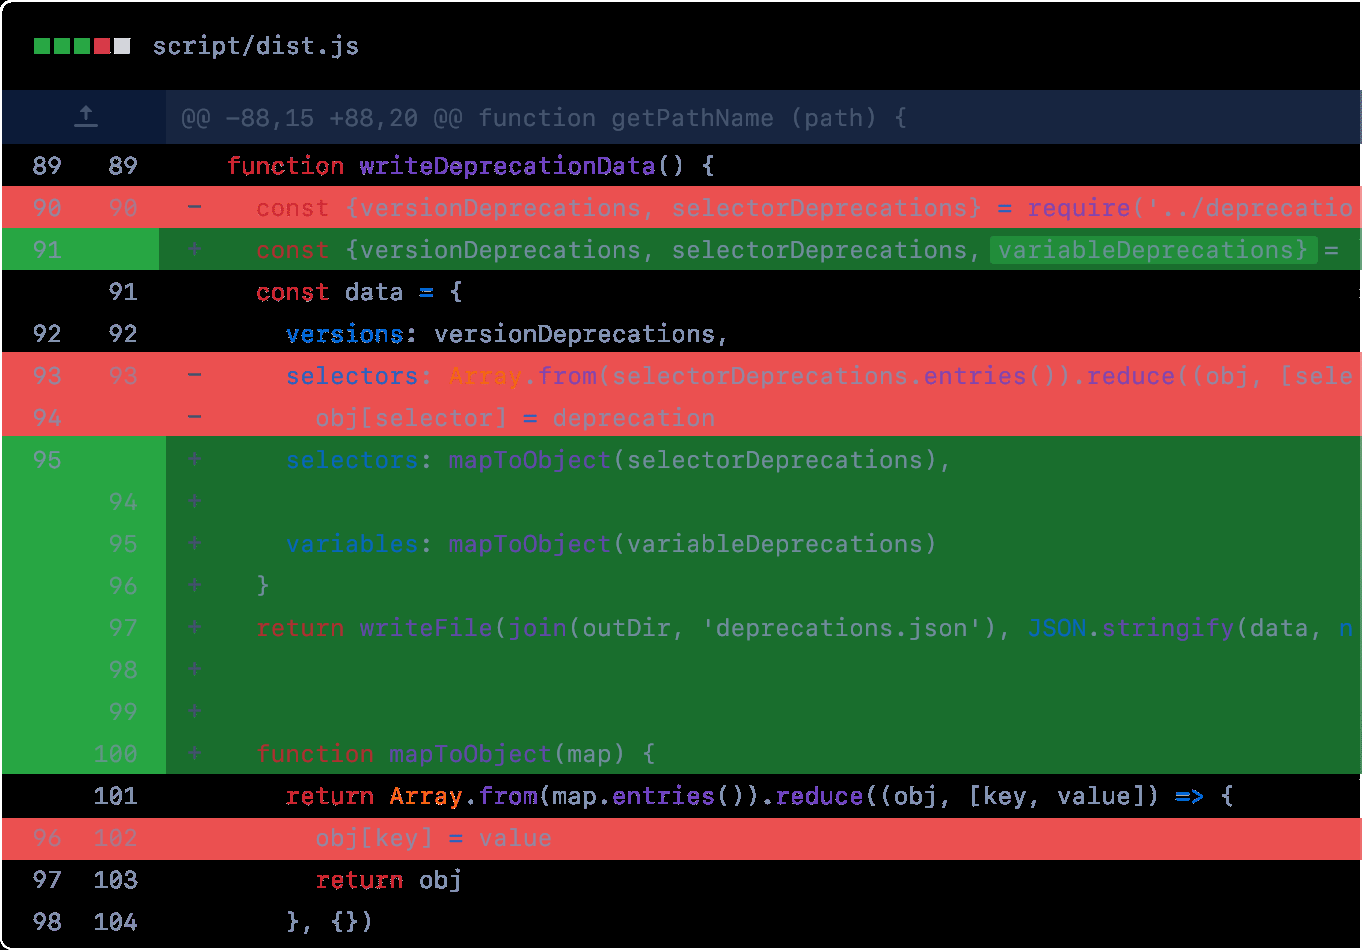 script/dist.js
@@ -88,15 +88,20 @@ function getPathName (path) {
89 89 function writeDeprecationData() {
90 90 - const {versionDeprecations, selectorDeprecations} = require('../deprecatio
91 + const {versionDeprecations, selectorDeprecations, variableDeprecations} =
91 const data = {
92 92 versions: versionDeprecations,
93 93 - selectors: Array.from(selectorDeprecations.entries()).reduce((obj, [sele
94 - obj[selector] = deprecation
95 + selectors: mapToObject(selectorDeprecations),
94 +
95 + variables: mapToObject(variableDeprecations)
96 + }
97 + return writeFile(join(outDir, 'deprecations.json'), JSON.stringify(data, n
98 +
99 +
100 + function mapToObject(map) {
101 return Array.from(map.entries()).reduce((obj, [key, value]) => {
96 102 obj[key] = value
97 103 return obj
98 104 }, {})